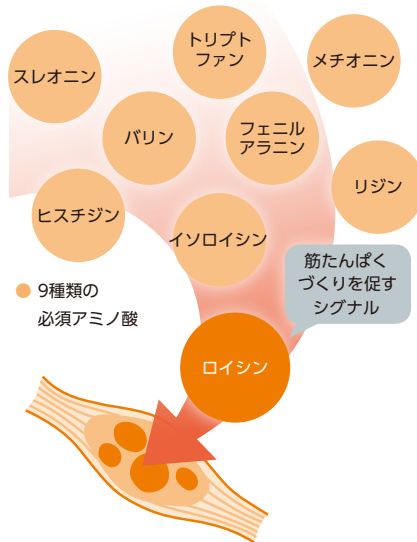 トリプト
ファン
メチオニン
スレオニン
バリン
フェニル
アラニン
リジン
ヒスチジン
イソロイシン
筋たんぱく
づくりを促す
シグナル
9種類の
必須アミノ酸
ロイシン